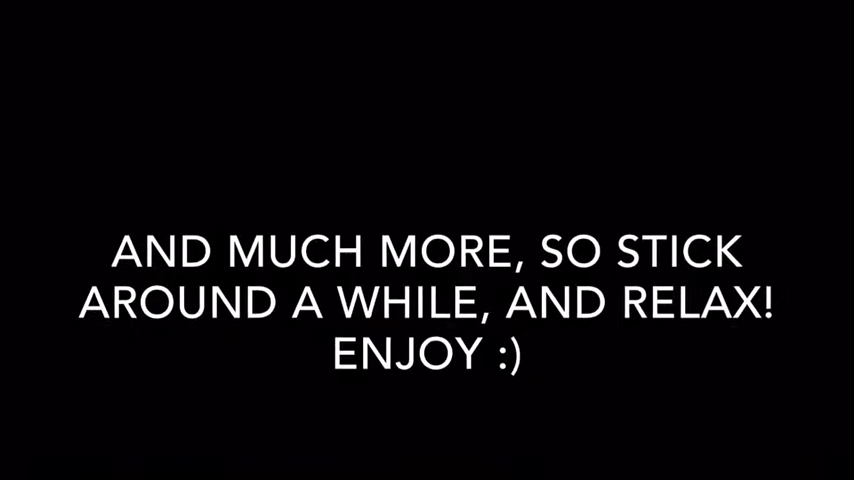 AND MUCH MORE, SO STICK
AROUND A WHILE, AND RELAX!
ENJOY :)